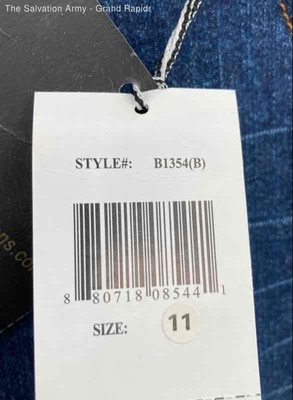 The Salvation Army - Grand Rapids
STYLE#: B1354(B)
8 80718 08544 1
SIZE: 11